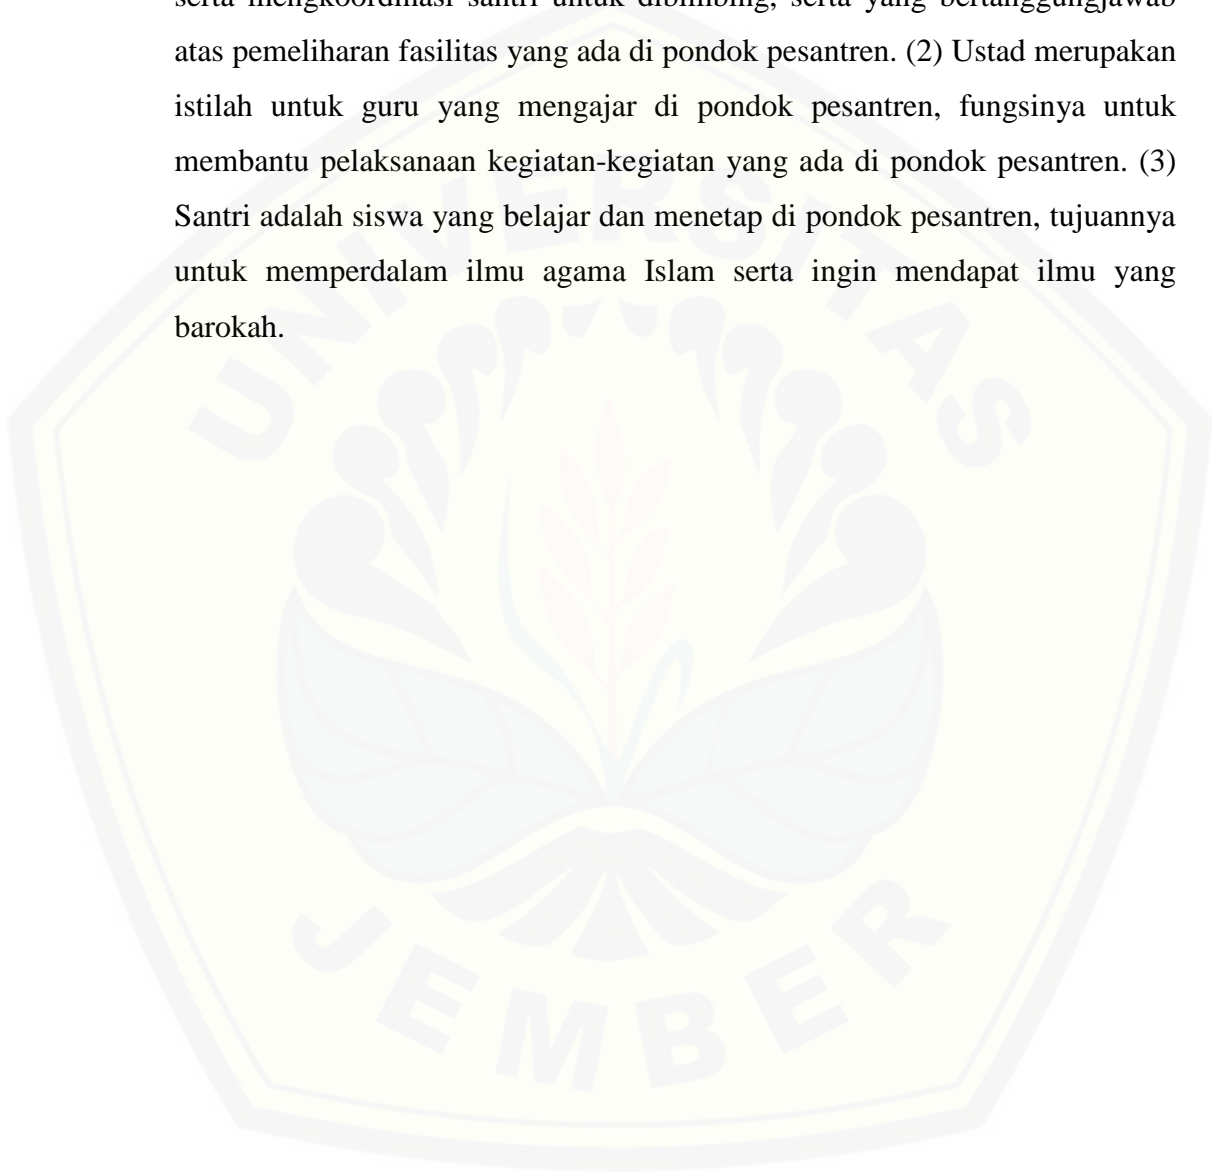 serta mengkoordinasi santri untuk dibimbing, serta yang bertanggungjawab
atas pemeliharan fasilitas yang ada di pondok pesantren. (2) Ustad merupakan
istilah untuk guru yang mengajar di pondok pesantren, fungsinya untuk
membantu pelaksanaan kegiatan-kegiatan yang ada di pondok pesantren. (3)
Santri adalah siswa yang belajar dan menetap di pondok pesantren, tujuannya
untuk memperdalam ilmu agama Islam serta ingin mendapat ilmu yang
barokah.
UNIVERSITAS
JEMBER